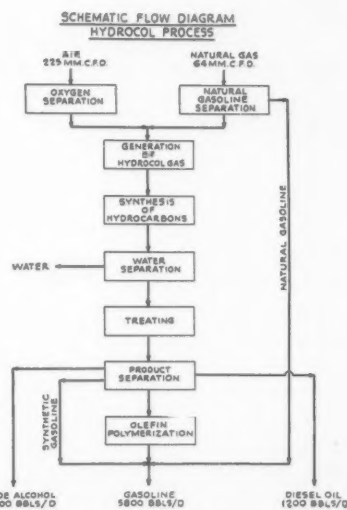 SCHEMATIC FLOW DIAGRAM
HYDROCOL PROCESS
AIR
225 MM.C.F.D.
NATURAL GAS
64 MM.C.F.D.
OXYGEN
SEPARATION
NATURAL
GASOLINE
SEPARATION
GENERATION
OF
HYDROCOL GAS
SYNTHESIS
OF
HYDROCARBONS
NATURAL GASOLINE
WATER
WATER
SEPARATION
TREATING
PRODUCT
SEPARATION
SYNTHETIC
GASOLINE
OLEFIN
POLYMERIZATION
ALCOHOL
BBLS/D
GASOLINE
5800 BBLS/D
DIESEL OIL
1200 BBLS/D